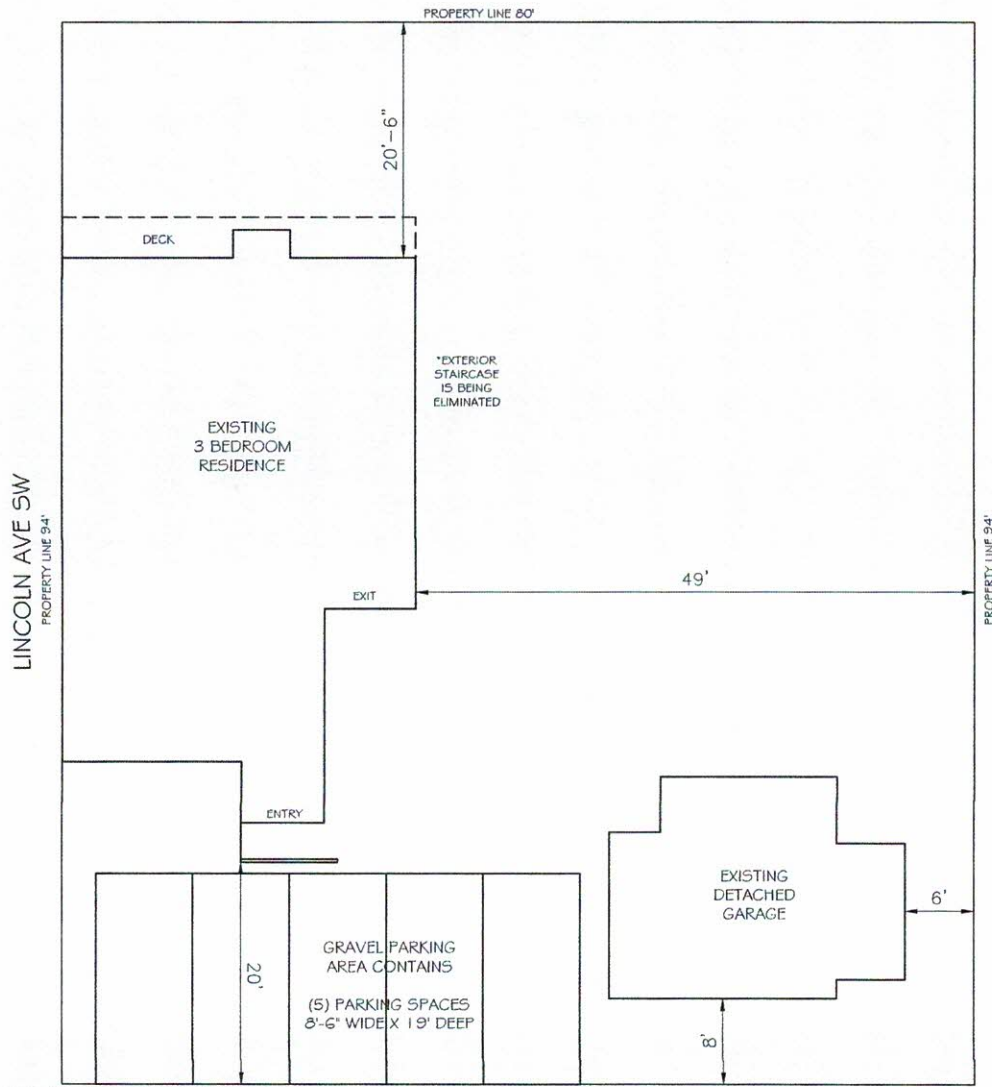 PROPERTY LINE 80'
20'-6"
DECK
*EXTERIOR
STAIRCASE
IS BEING
ELIMINATED
EXISTING
3 BEDROOM
RESIDENCE
LINCOLN AVE SW
PROPERTY LINE 94'
49'
PROPERTY LINE 94'
EXIT
ENTRY
EXISTING
DETACHED
GARAGE
6'
GRAVEL PARKING
AREA CONTAINS
(5) PARKING SPACES
8'-6" WIDE X 19' DEEP
20'
8'